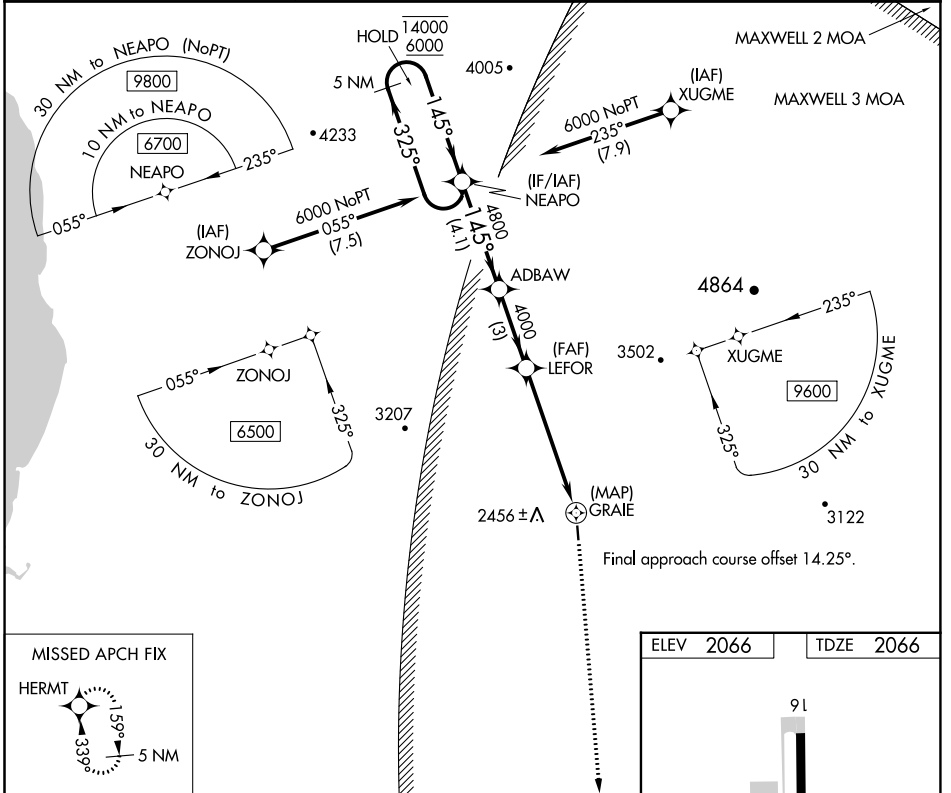 30 NM to NEAPO (NoPT)
9800
10 NM to NEAPO
6700
NEAPO
055°
235°
HOLD
14000
6000
5 NM
145°
325°
4005
4233
MAXWELL 2 MOA
MAXWELL 3 MOA
(IAF)
XUGME
6000 NoPT
235°
(7.9)
(IF/IAF)
NEAPO
6000 NoPT
055°
(7.5)
(IAF)
ZONOJ
4800
145°
(4.1)
ADBAW
4000
(3)
(FAF)
LEFOR
4864
3502
XUGME
235°
9600
325°
30 NM to XUGME
055°
ZONOJ
6500
325°
30 NM to ZONOJ
3207
2456 ±
(MAP)
GRAIE
3122
Final approach course offset 14.25°.
MISSED APCH FIX
HERMT
159°
339°
5 NM
ELEV 2066
TDZE 2066
16